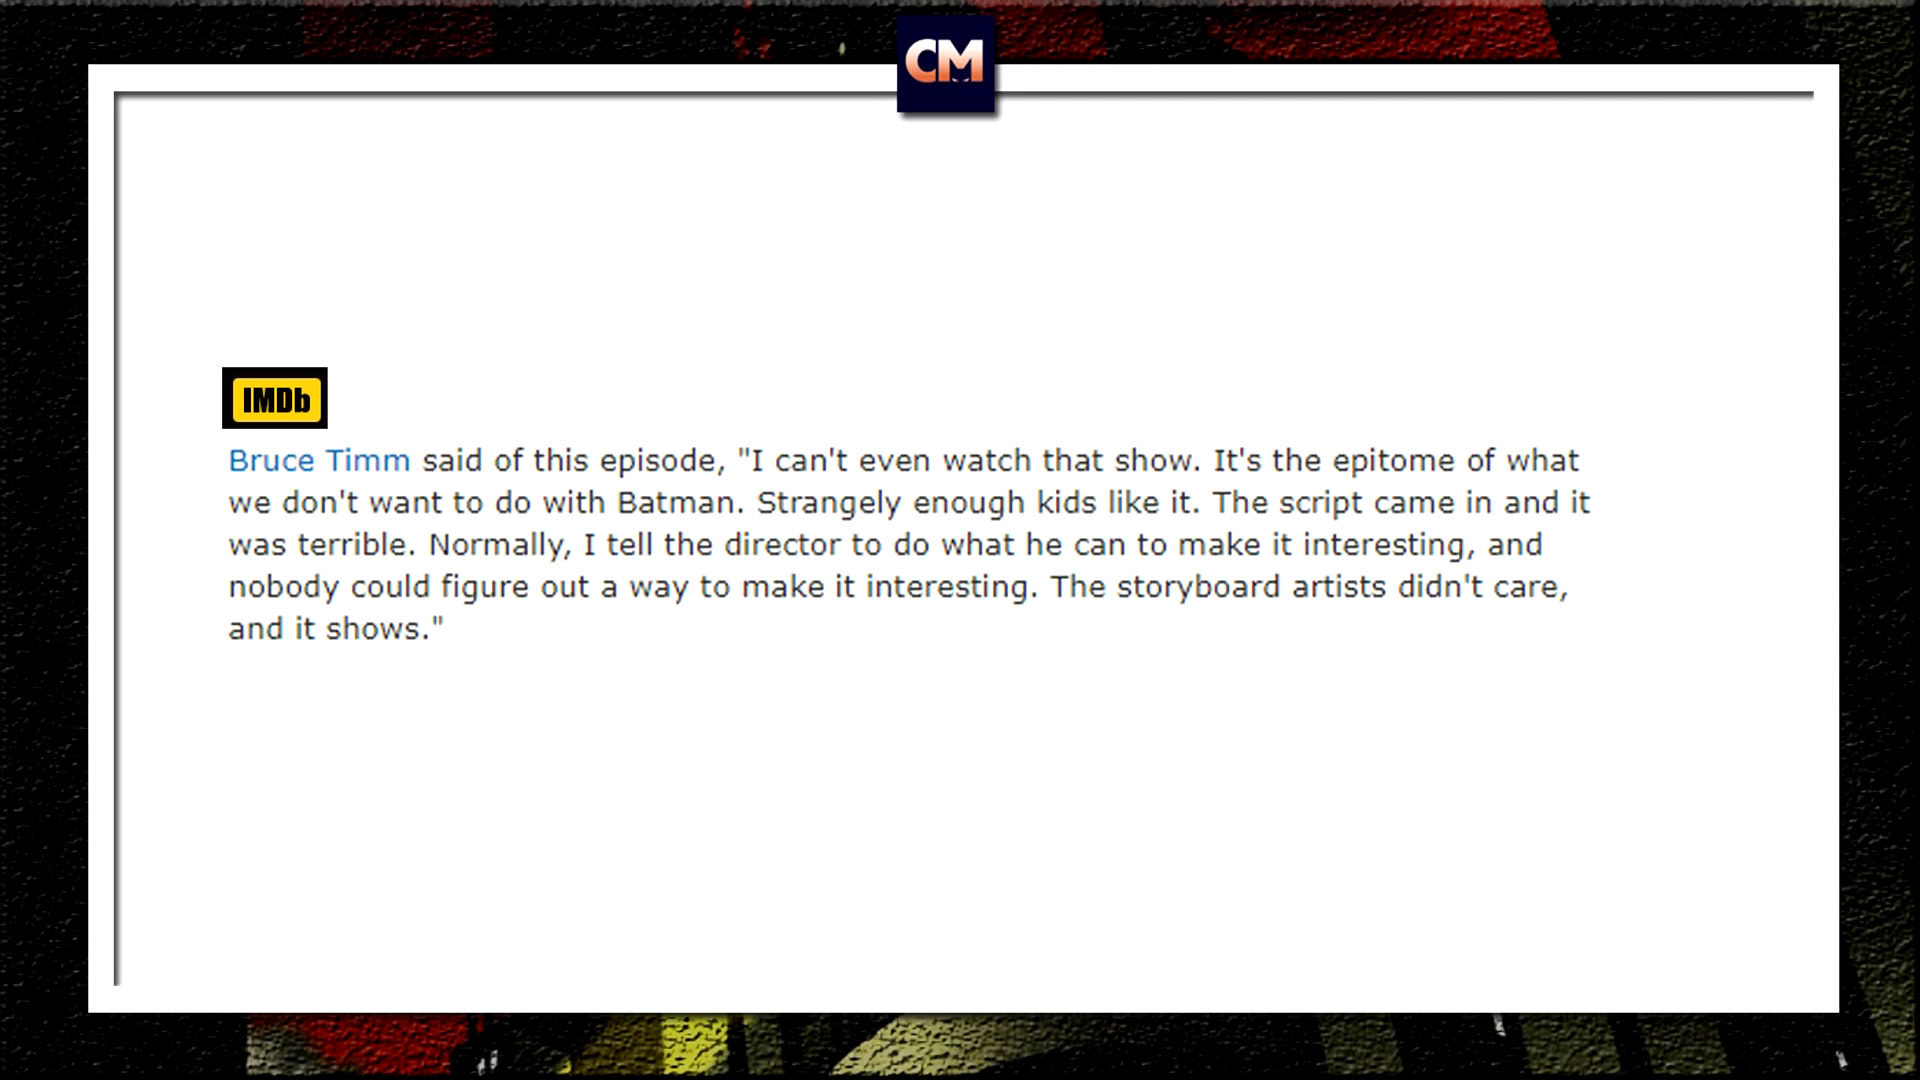 CM
IMDb
Bruce Timm said of this episode, "I can't even watch that show. It's the epitome of what
we don't want to do with Batman. Strangely enough kids like it. The script came in and it
was terrible. Normally, I tell the director to do what he can to make it interesting, and
nobody could figure out a way to make it interesting. The storyboard artists didn't care,
and it shows."